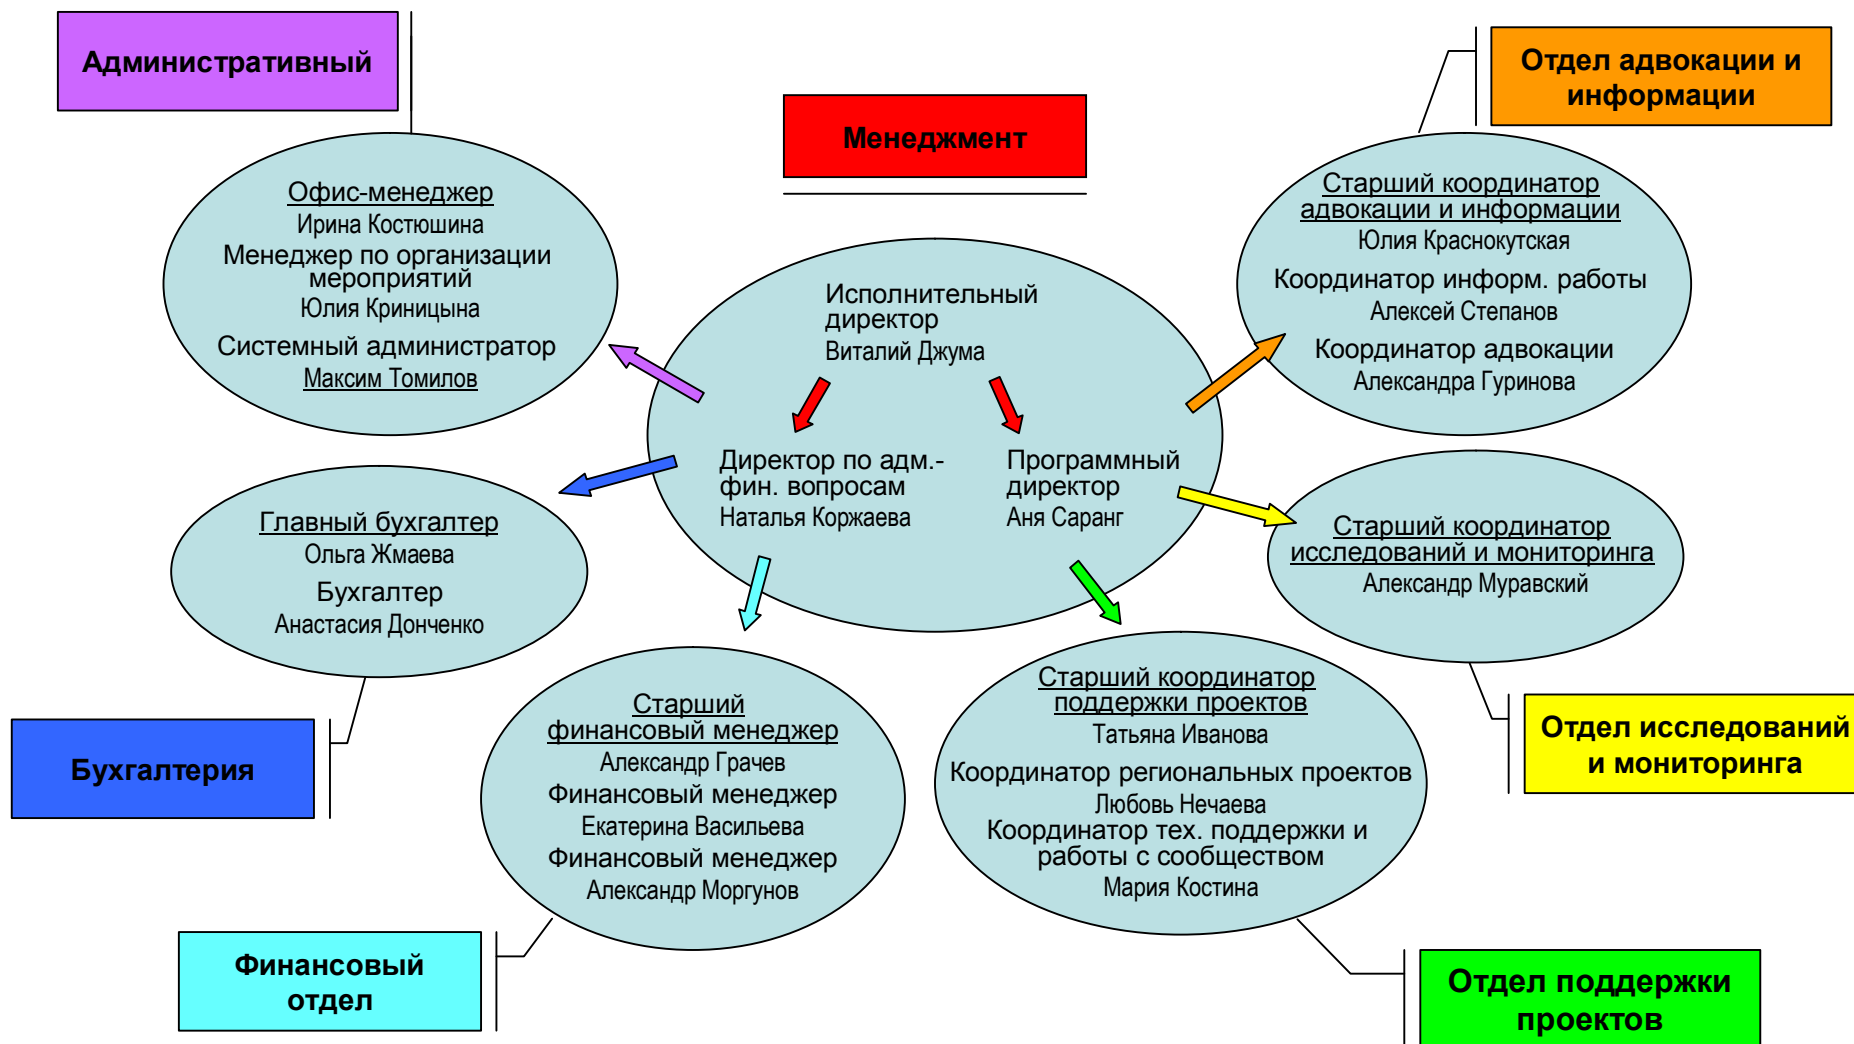 Административный
Офис-менеджер
Ирина Костюшина
Менеджер по организации
мероприятий
Юлия Криницына
Системный администратор
Максим Томилов
Менеджмент
Исполнительный
директор
Виталий Джума
Директор по адм.-
фин. вопросам
Наталья Коржаева
Программный
директор
Аня Саранг
Отдел адвокации и
информации
Старший координатор
адвокации и информации
Юлия Краснокутская
Координатор информ. работы
Алексей Степанов
Координатор адвокации
Александра Гуринова
Главный бухгалтер
Ольга Жмаева
Бухгалтер
Анастасия Донченко
Бухгалтерия
Старший координатор
исследований и мониторинга
Александр Муравский
Отдел исследований
и мониторинга
Старший
финансовый менеджер
Александр Грачев
Финансовый менеджер
Екатерина Васильева
Финансовый менеджер
Александр Моргунов
Финансовый
отдел
Старший координатор
поддержки проектов
Татьяна Иванова
Координатор региональных проектов
Любовь Нечаева
Координатор тех. поддержки и
работы с сообществом
Мария Костина
Отдел поддержки
проектов